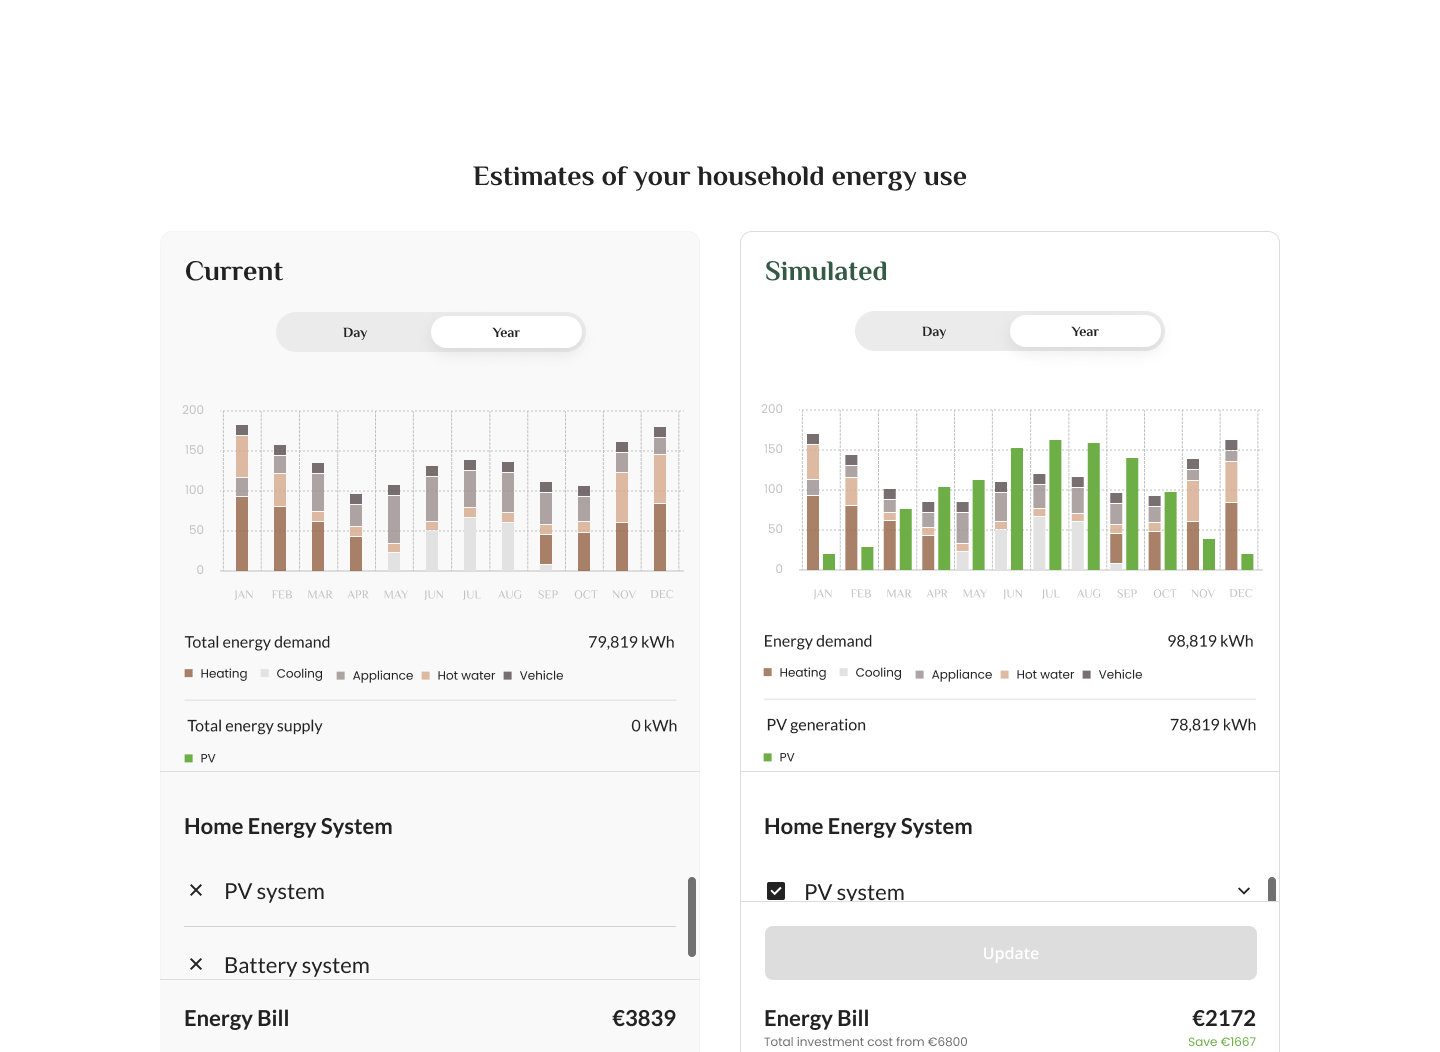 Estimates of your household energy use
Current
Day Year
200
150
100
50
0
JAN FEB MAR APR MAY JUN JUL AUG SEP OCT NOV DEC
Total energy demand 79,819 kWh
Heating Cooling Appliance Hot water Vehicle
Total energy supply 0 kWh
PV
Home Energy System
PV system
Battery system
Energy Bill €3839
Simulated
Day Year
200
150
100
50
0
JAN FEB MAR APR MAY JUN JUL AUG SEP OCT NOV DEC
Energy demand 98,819 kWh
Heating Cooling Appliance Hot water Vehicle
PV generation 78,819 kWh
PV
Home Energy System
PV system
Update
Energy Bill €2172
Total investment cost from €6800 Save €1667